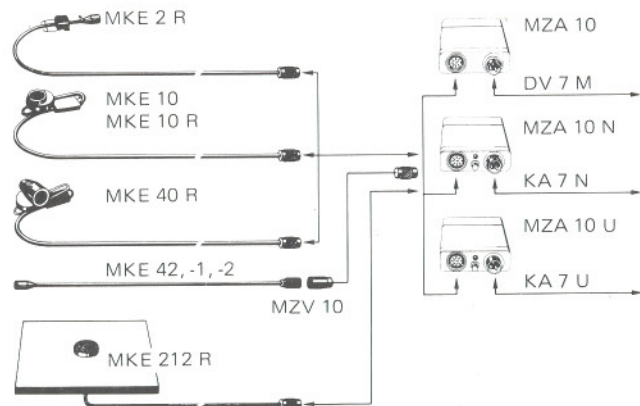 MKE 2 R
MKE 10
MKE 10 R
MKE 40 R
MKE 42, -1, -2
MZV 10
MKE 212 R
MZA 10
DV 7 M
MZA 10 N
KA 7 N
MZA 10 U
KA 7 U